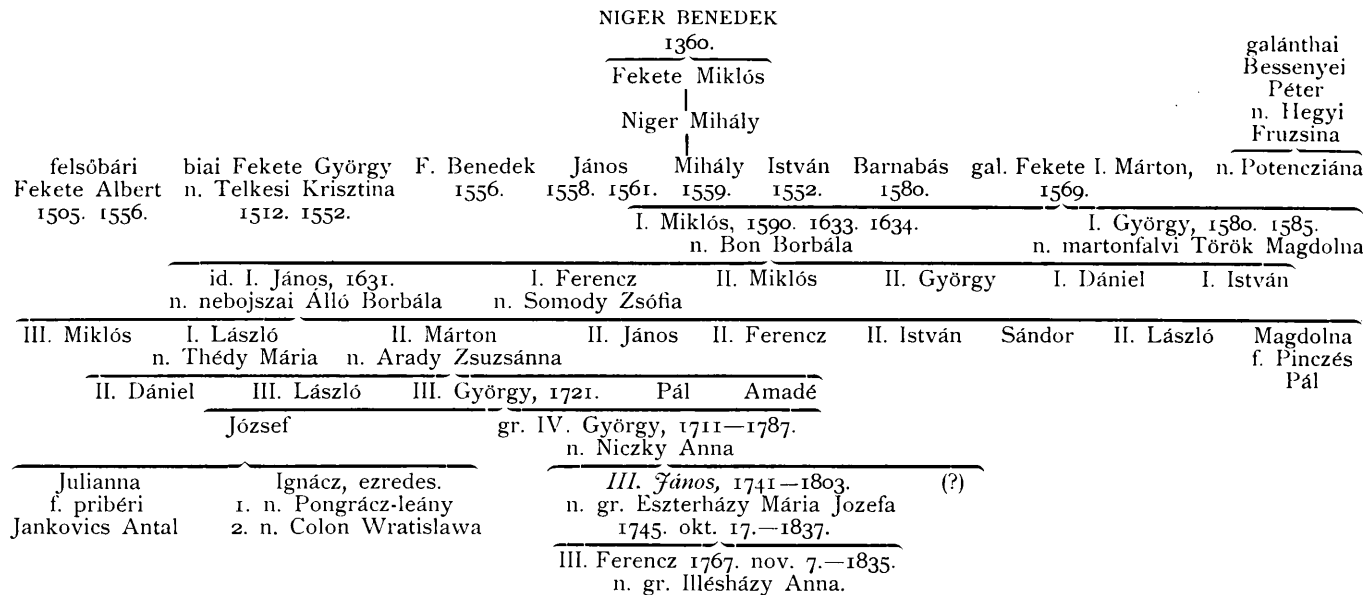 NIGER BENEDEK
1360.
Fekete Miklós
Niger Mihály
galánthai
Bessenyei
Péter
n. Hegyi
Fruzsina
felsőbári biai Fekete György F. Benedek János Mihály István Barnabás gal. Fekete I. Márton, n. Potencziána
Fekete Albert n. Telkesi Krisztina 1556. 1558. 1561. 1559. 1552. 1580. 1569.
1505. 1556. 1512. 1552.
I. Miklós, 1590. 1633. 1634. I. György, 1580. 1585.
n. Bon Borbála n. martonfalvi Török Magdolna
id. I. János, 1631. I. Ferencz II. Miklós II. György I. Dániel I. István
n. nebojszai Álló Borbála n. Somody Zsófia
III. Miklós I. László II. Márton II. János II. Ferencz II. István Sándor II. László Magdolna
n. Thédy Mária n. Arady Zsuzsánna f. Pinczés
Pál
II. Dániel III. László III. György, 1721. Pál Amadé
József gr. IV. György, 1711—1787.
n. Niczky Anna
Julianna Ignácz, ezredes. III. János, 1741—1803. (?)
f. pribéri 1. n. Pongrácz-leány n. gr. Eszterházy Mária Jozefa
Jankovics Antal 2. n. Colon Wratislawa 1745. okt. 17.—1837.
III. Ferencz 1767. nov. 7.—1835.
n. gr. Illésházy Anna.